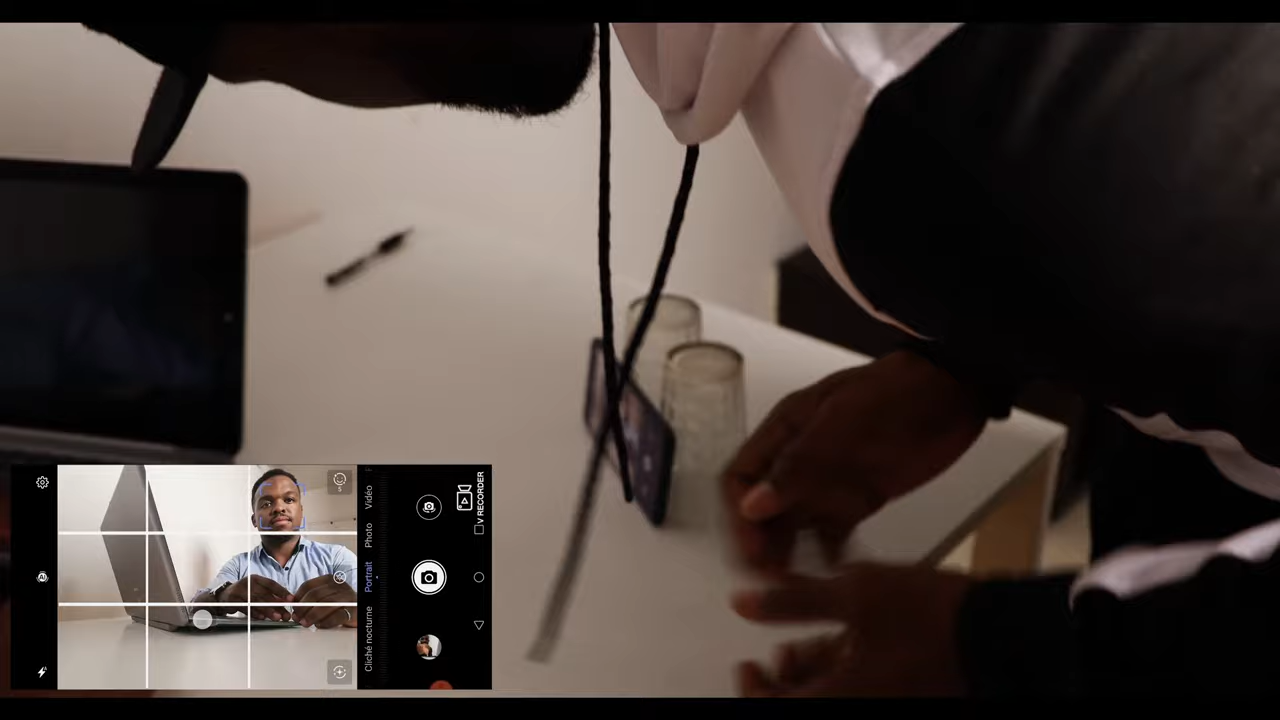 Vidéo
Photo
Portrait
Cliché nocturne
V RECORDER